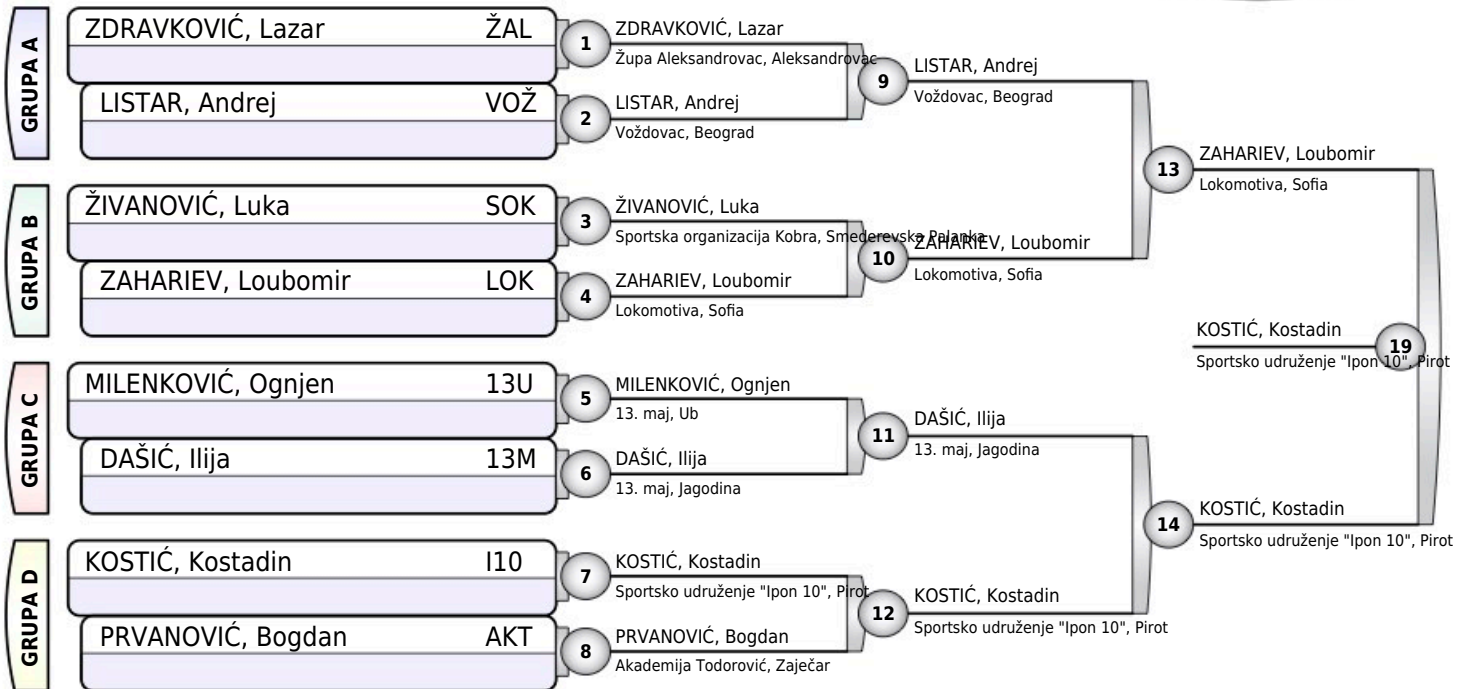 GRUPA A
ZDRAVKOVIĆ, Lazar ŽAL
LISTAR, Andrej VOŽ
GRUPA B
ŽIVANOVIĆ, Luka SOK
ZAHARIEV, Loubomir LOK
GRUPA C
MILENKOVIĆ, Ognjen 13U
DAŠIĆ, Ilija 13M
GRUPA D
KOSTIĆ, Kostadin I10
PRVANOVIĆ, Bogdan AKT
1
ZDRAVKOVIĆ, Lazar
Župa Aleksandrovac, Aleksandrovac
2
LISTAR, Andrej
Voždovac, Beograd
3
ŽIVANOVIĆ, Luka
Sportska organizacija Kobra, Smederevska Palanka
4
ZAHARIEV, Loubomir
Lokomotiva, Sofia
5
MILENKOVIĆ, Ognjen
13. maj, Ub
6
DAŠIĆ, Ilija
13. maj, Jagodina
7
KOSTIĆ, Kostadin
Sportsko udruženje "Ipon 10", Pirot
8
PRVANOVIĆ, Bogdan
Akademija Todorović, Zaječar
9
LISTAR, Andrej
Voždovac, Beograd
10
ZAHARIEV, Loubomir
Lokomotiva, Sofia
11
DAŠIĆ, Ilija
13. maj, Jagodina
12
KOSTIĆ, Kostadin
Sportsko udruženje "Ipon 10", Pirot
13
ZAHARIEV, Loubomir
Lokomotiva, Sofia
14
KOSTIĆ, Kostadin
Sportsko udruženje "Ipon 10", Pirot
KOSTIĆ, Kostadin
19
Sportsko udruženje "Ipon 10", Pirot